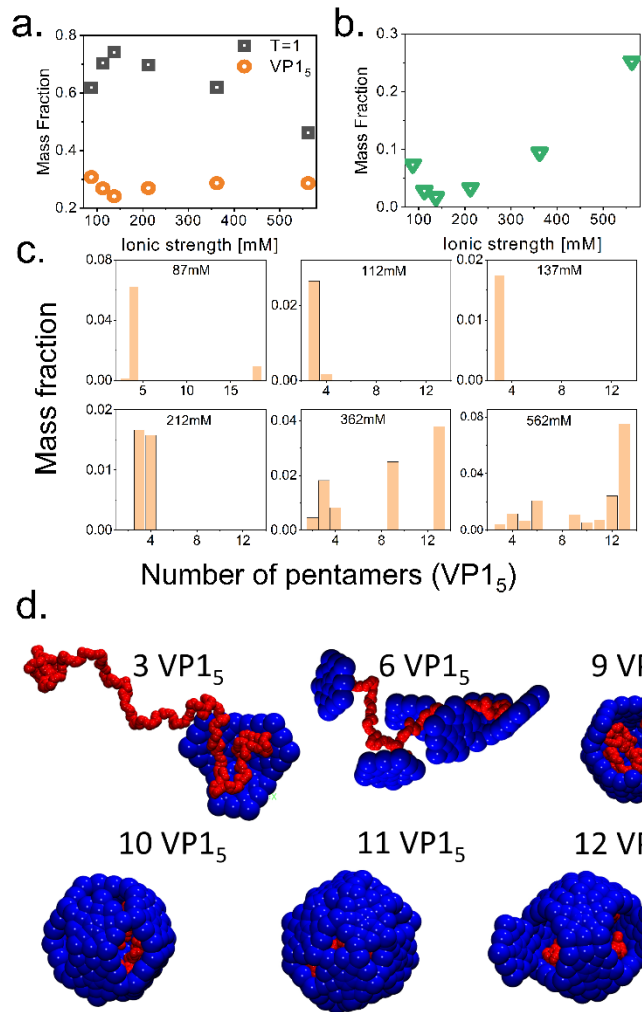 a.
0.8
0.6
0.4
0.2
Mass Fraction
T=1
VP1₅
100 200 300 400 500
Ionic strength [mM]
b.
0.3
0.2
0.1
0.0
Mass Fraction
100 200 300 400 500
Ionic strength [mM]
c.
Mass fraction
87mM
0.08
0.04
0.00
5 10 15
112mM
0.02
0.00
4 8 12
137mM
0.02
0.01
0.00
4 8 12
212mM
0.02
0.01
0.00
4 8 12
362mM
0.04
0.02
0.00
4 8 12
562mM
0.08
0.04
0.00
4 8 12
Number of pentamers (VP1₅)
d.
3 VP1₅
6 VP1₅
9 VP
10 VP1₅
11 VP1₅
12 VP